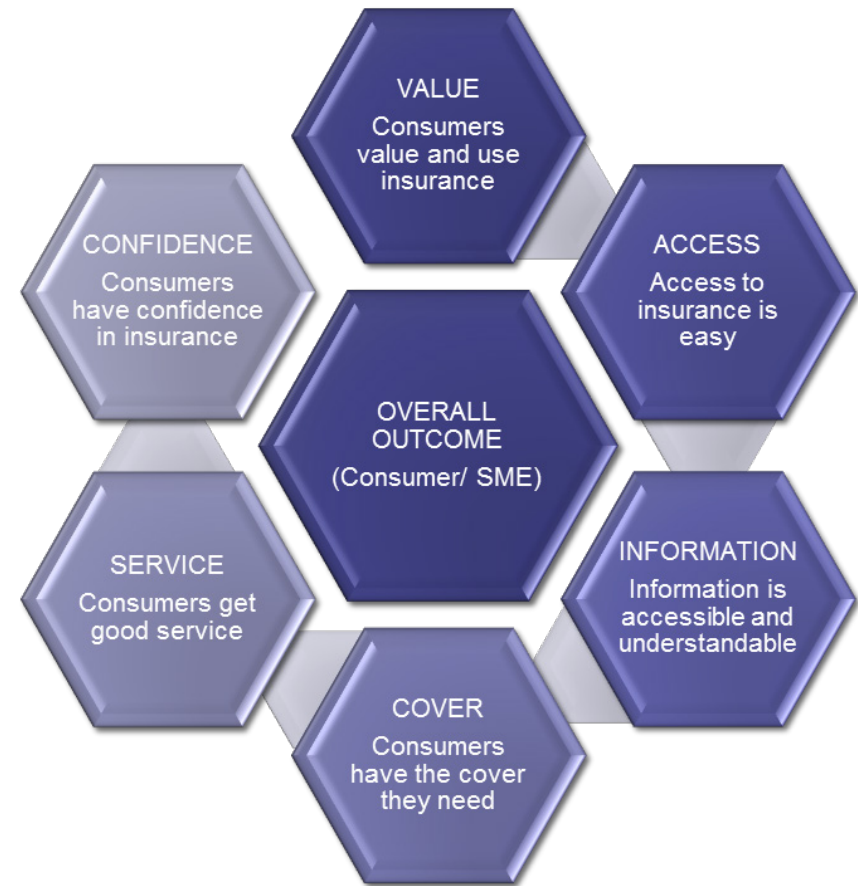 VALUE
Consumers
value and use
insurance
ACCESS
Access to
insurance is
easy
INFORMATION
Information is
accessible and
understandable
COVER
Consumers
have the cover
they need
SERVICE
Consumers get
good service
CONFIDENCE
Consumers
have confidence
in insurance
OVERALL
OUTCOME
(Consumer/ SME)